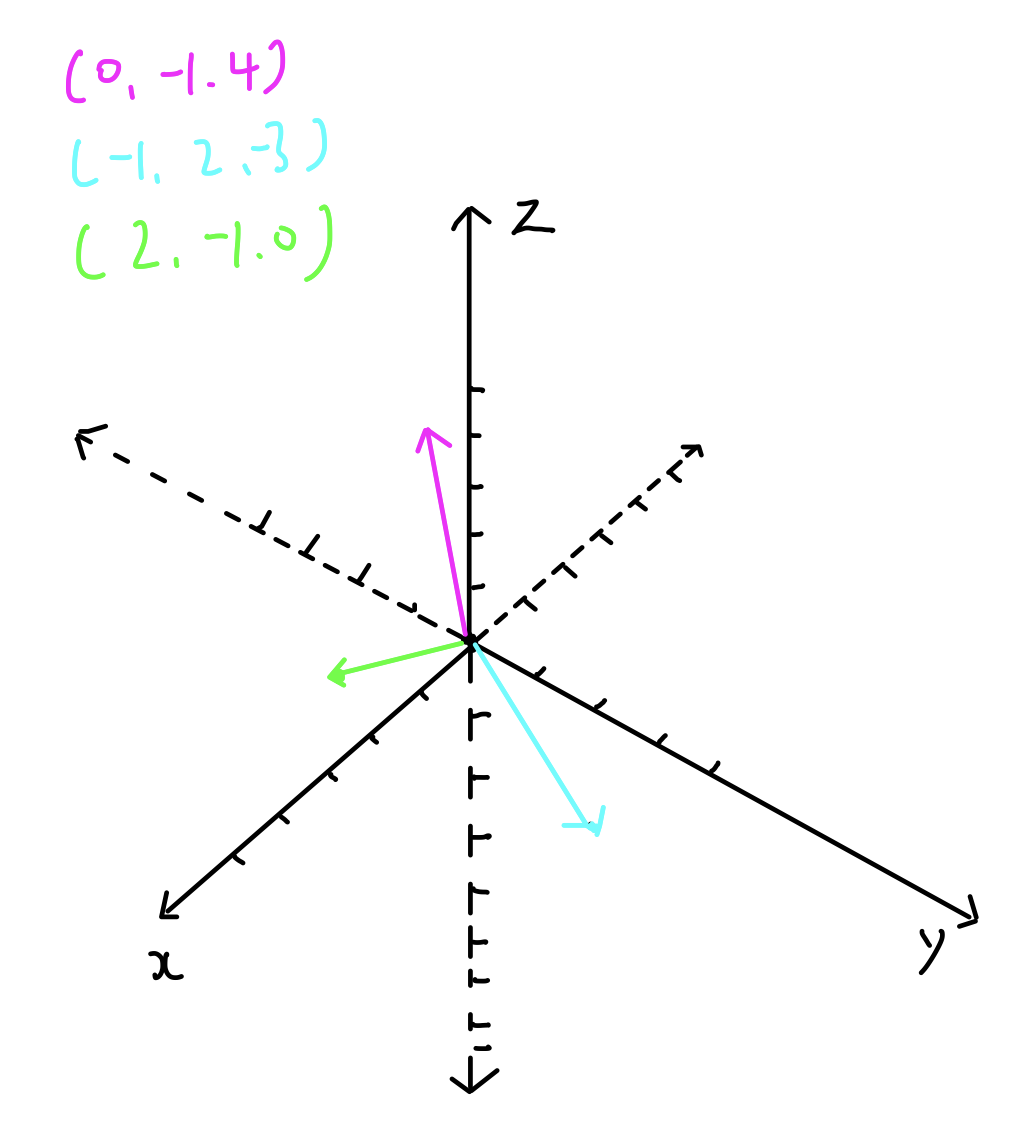 (0, -1.4)
(-1, 2,-3)
(2, -1.0)
z
x
y